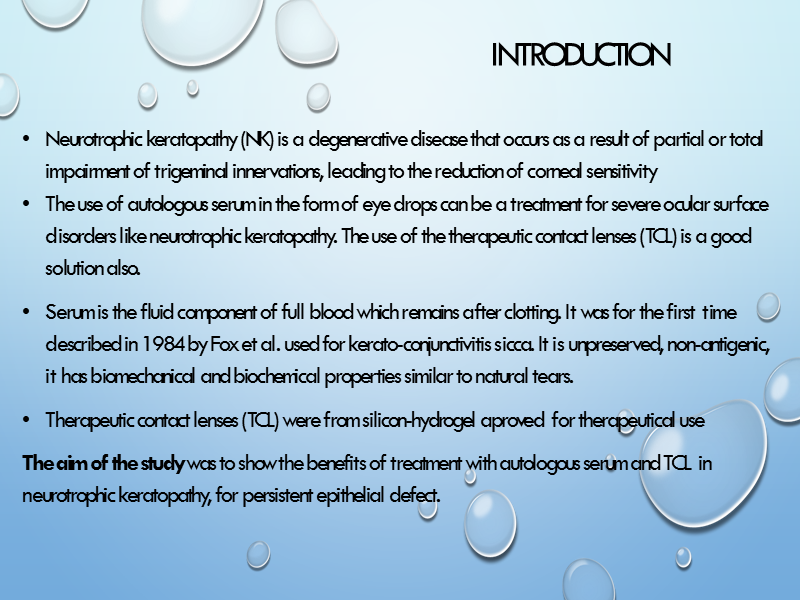 INTRODUCTION
• Neurotrophic keratopathy (NK) is a degenerative disease that occurs as a result of partial or total
impairment of trigeminal innervations, leading to the reduction of corneal sensitivity
• The use of autologous serum in the form of eye drops can be a treatment for severe ocular surface
disorders like neurotrophic keratopathy. The use of the therapeutic contact lenses (TCL) is a good
solution also.
• Serum is the fluid component of full blood which remains after clotting. It was for the first time
described in 1984 by Fox et al. used for kerato-conjunctivitis sicca. It is unpreserved, non-antigenic,
it has biomechanical and biochemical properties similar to natural tears.
• Therapeutic contact lenses (TCL) were from silicon-hydrogel aproved for therapeutical use
The aim of the study was to show the benefits of treatment with autologous serum and TCL in
neurotrophic keratopathy, for persistent epithelial defect.